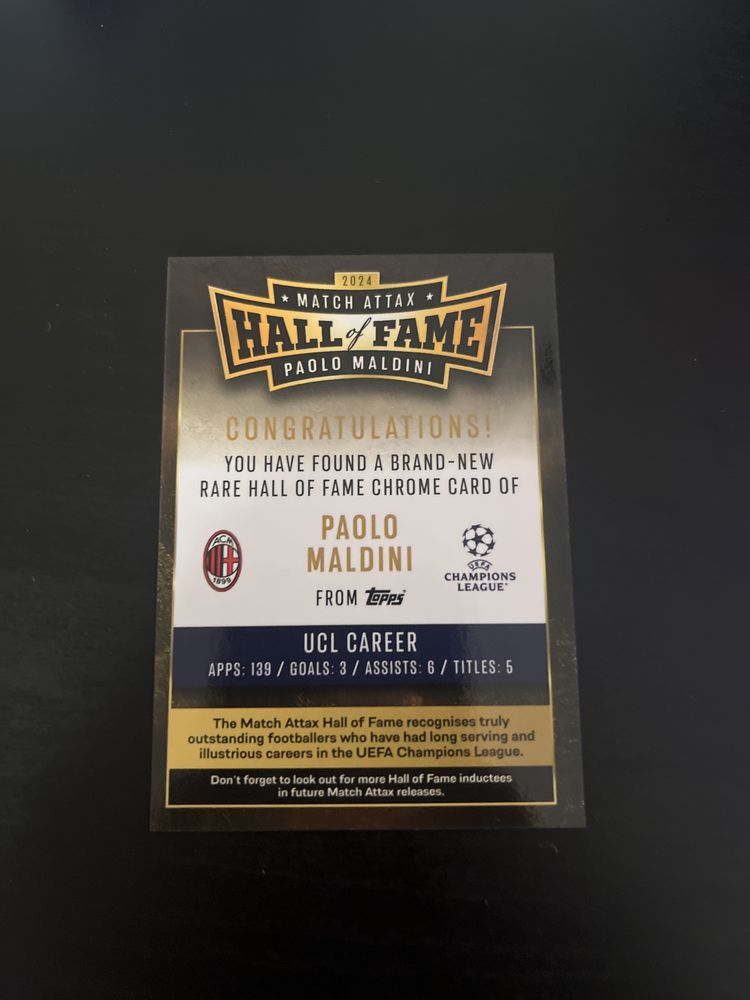 2024
★ MATCH ATTAX ★
HALL of FAME
PAOLO MALDINI
CONGRATULATIONS!
YOU HAVE FOUND A BRAND-NEW
RARE HALL OF FAME CHROME CARD OF
PAOLO
MALDINI
ACM
1899
UEFA
CHAMPIONS
LEAGUE
FROM Topps
UCL CAREER
APPS: 139 / GOALS: 3 / ASSISTS: 6 / TITLES: 5
The Match Attax Hall of Fame recognises truly
outstanding footballers who have had long serving and
illustrious careers in the UEFA Champions League.
Don't forget to look out for more Hall of Fame inductees
in future Match Attax releases.